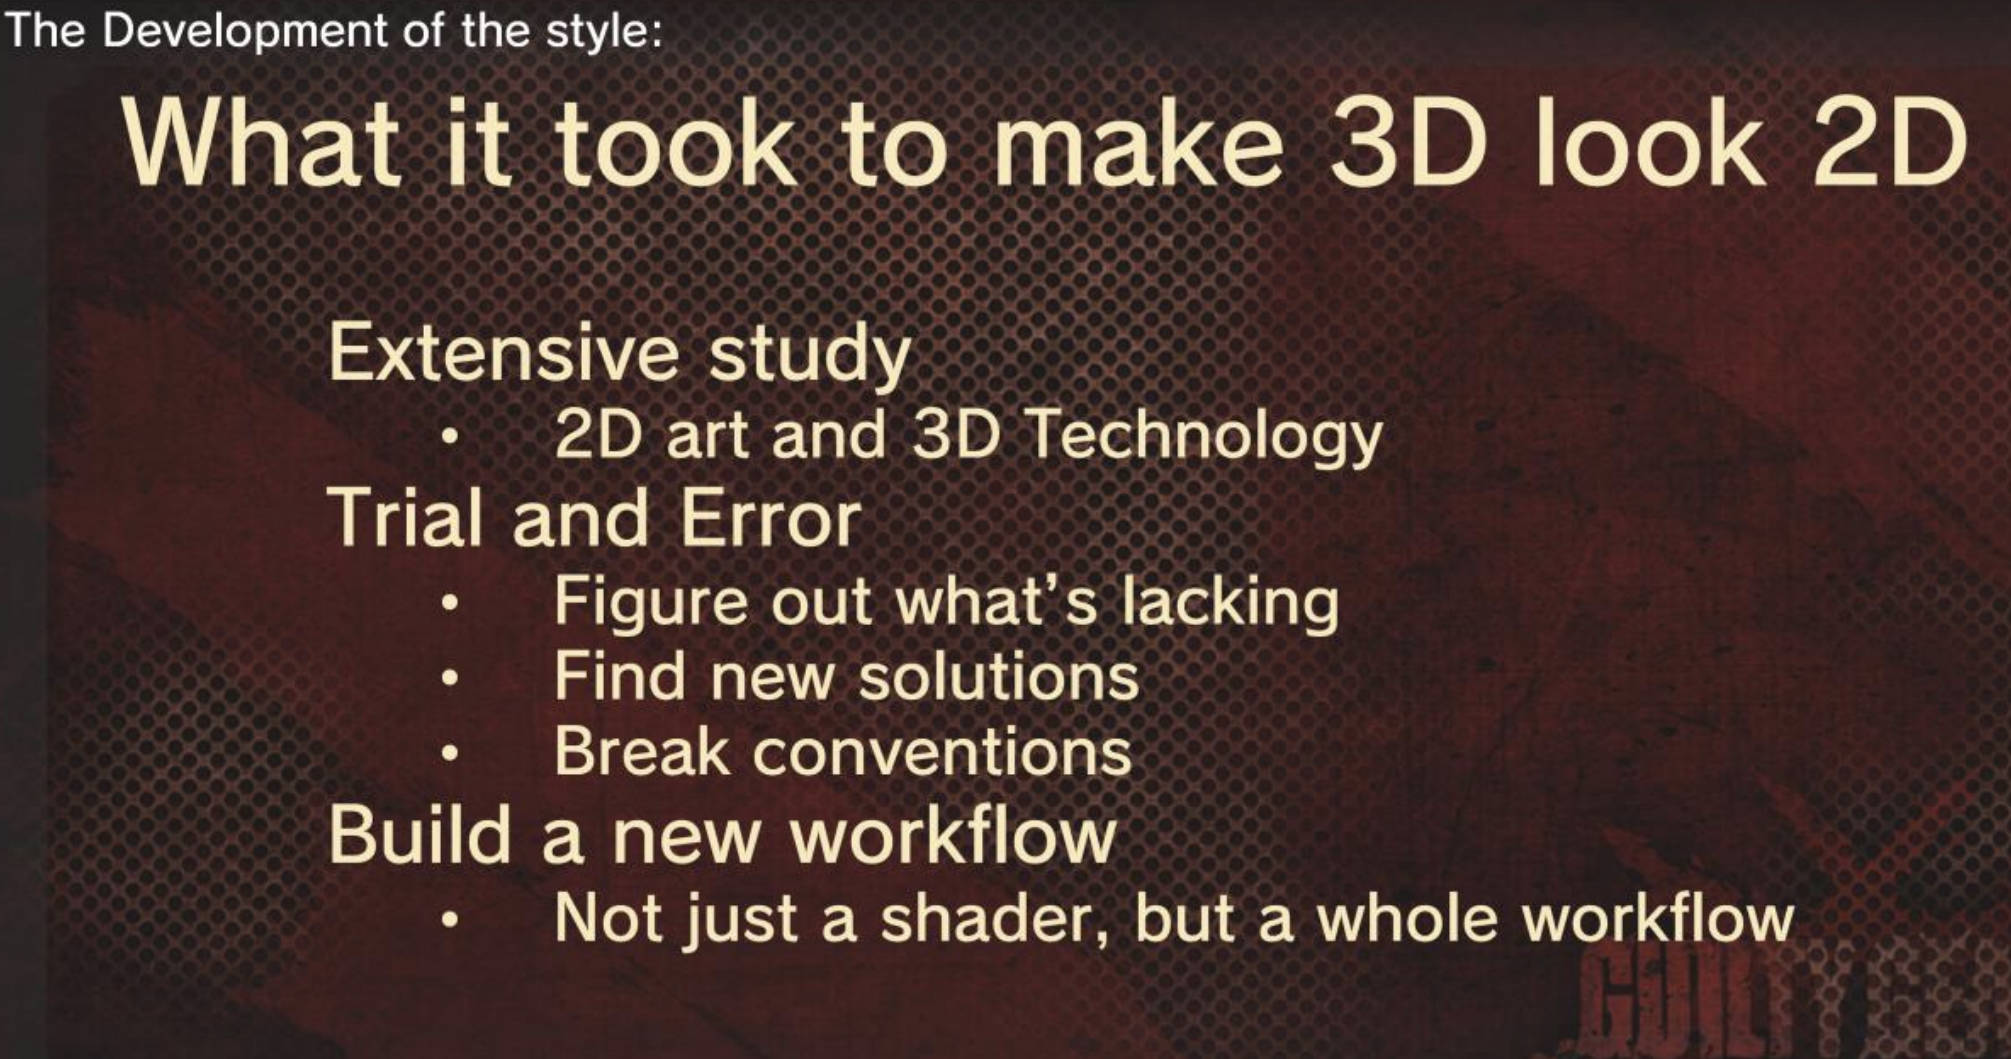 The Development of the style:
What it took to make 3D look 2D
Extensive study
• 2D art and 3D Technology
Trial and Error
• Figure out what's lacking
• Find new solutions
• Break conventions
Build a new workflow
• Not just a shader, but a whole workflow
GUILTY GE